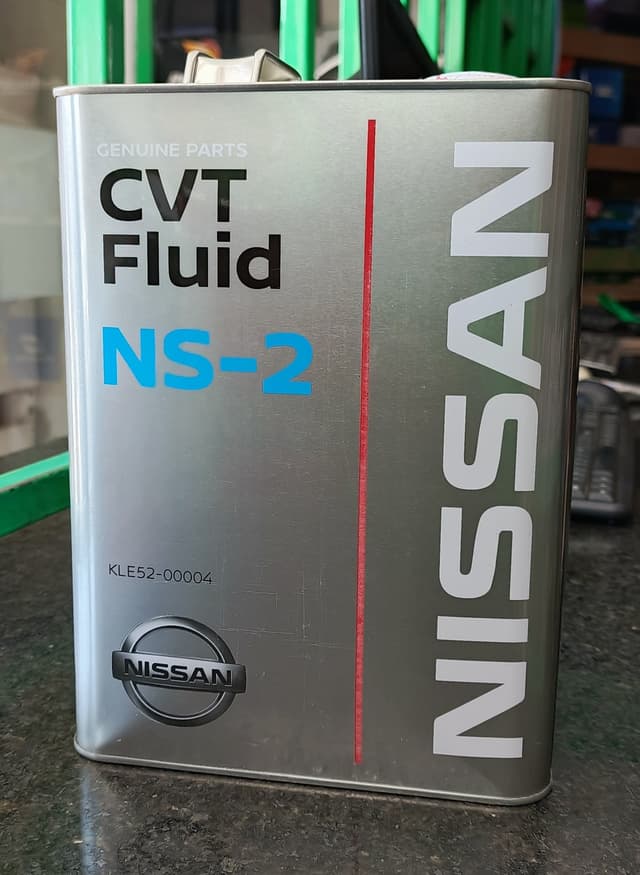 GENUINE PARTS
CVT
Fluid
NS-2
KLE52-00004
NISSAN
NISSAN